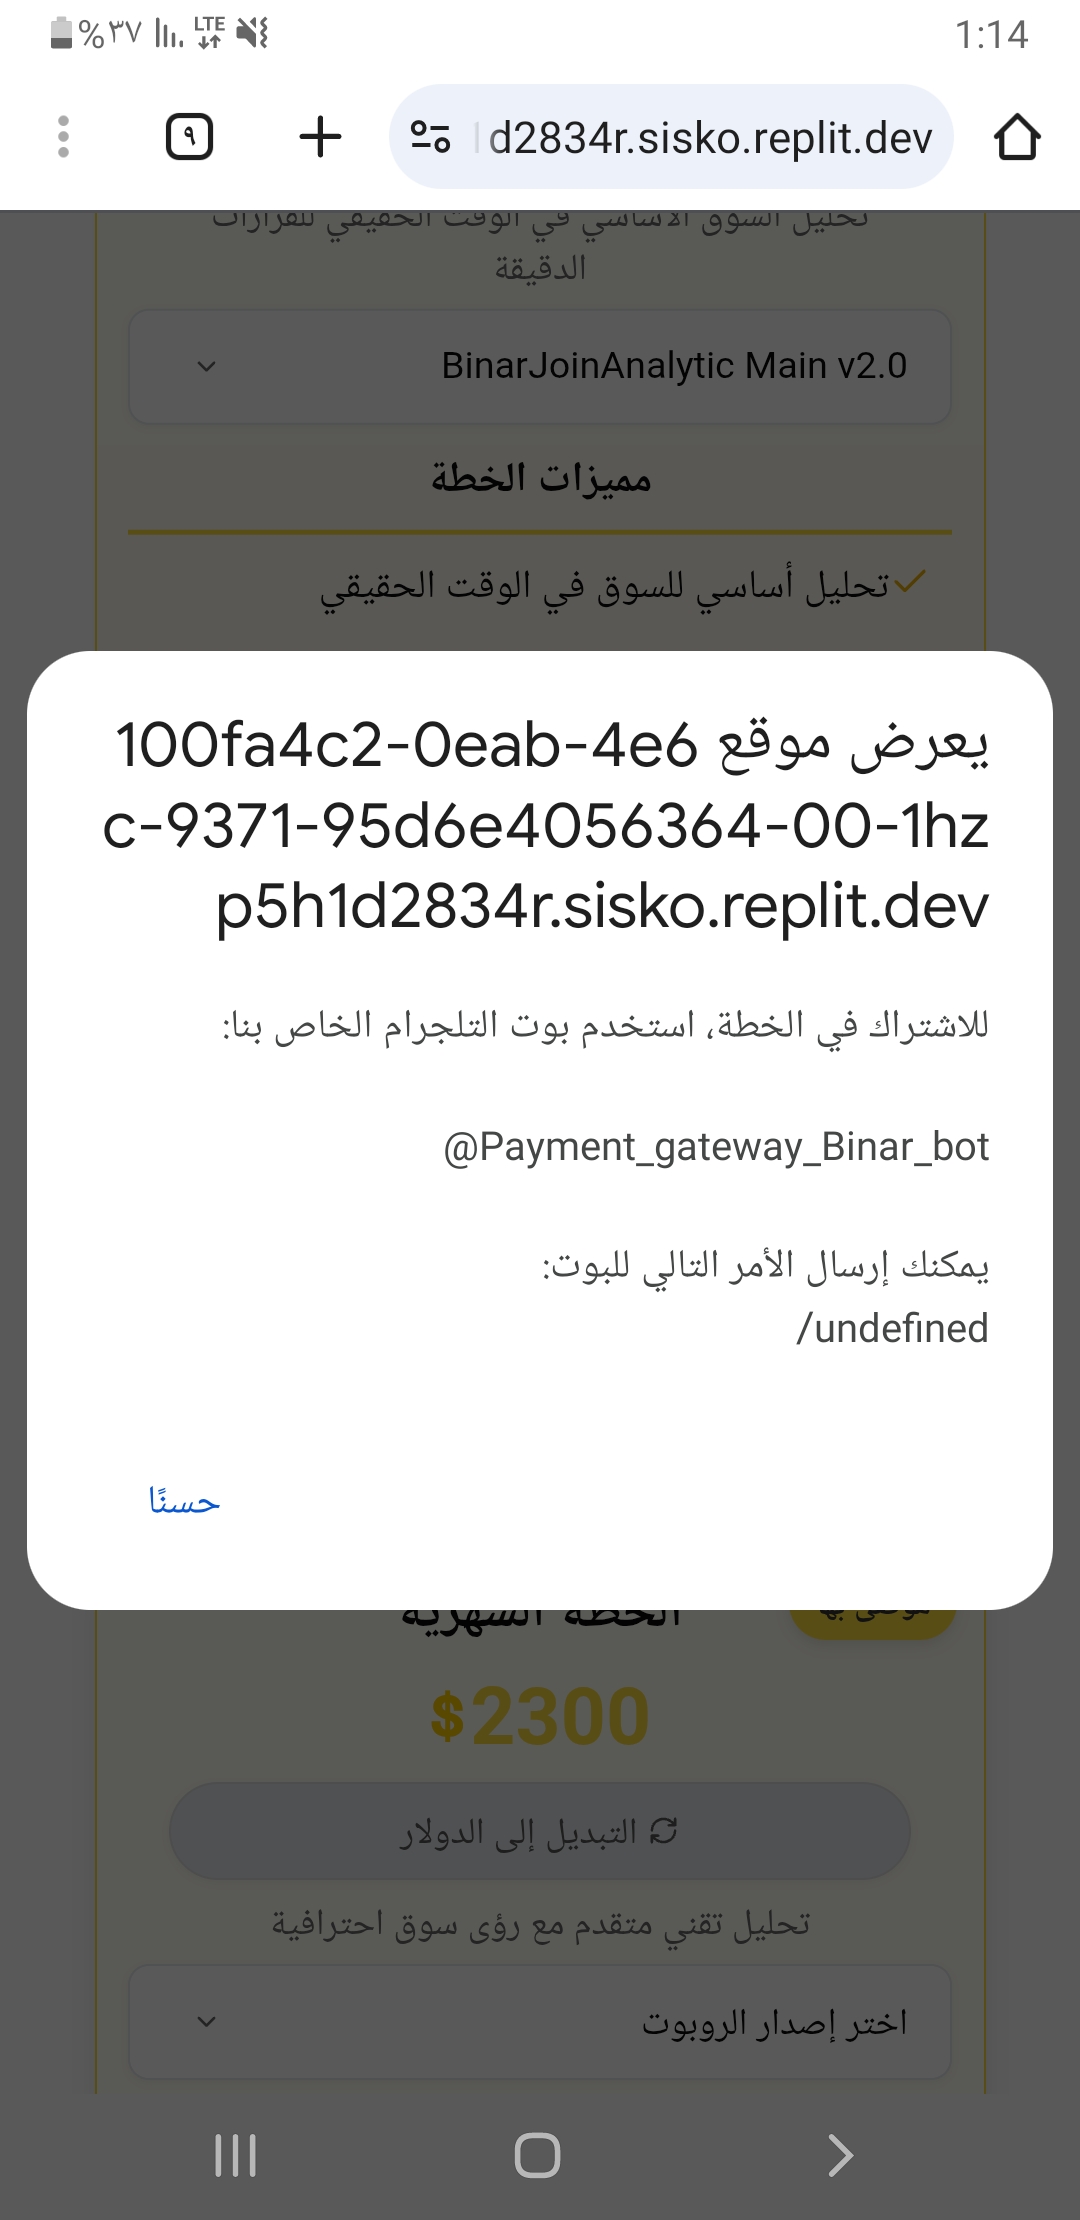 %٣٧ LTE 1:14
٩ d2834r.sisko.replit.dev
تحليل السوق الأساسي في الوقت الحقيقي للقرارات
الدقيقة
BinarJoinAnalytic Main v2.0
مميزات الخطة
تحليل أساسي للسوق في الوقت الحقيقي
يعرض موقع 100fa4c2-0eab-4e6
c-9371-95d6e4056364-00-1hz
p5h1d2834r.sisko.replit.dev
للاشتراك في الخطة، استخدم بوت التلجرام الخاص بنا:
@Payment_gateway_Binar_bot
يمكنك إرسال الأمر التالي للبوت:
/undefined
حسنًا
موصى بها
الخطة الشهرية
$2300
التبديل إلى الدولار
تحليل تقني متقدم مع رؤى سوق احترافية
اختر إصدار الروبوت